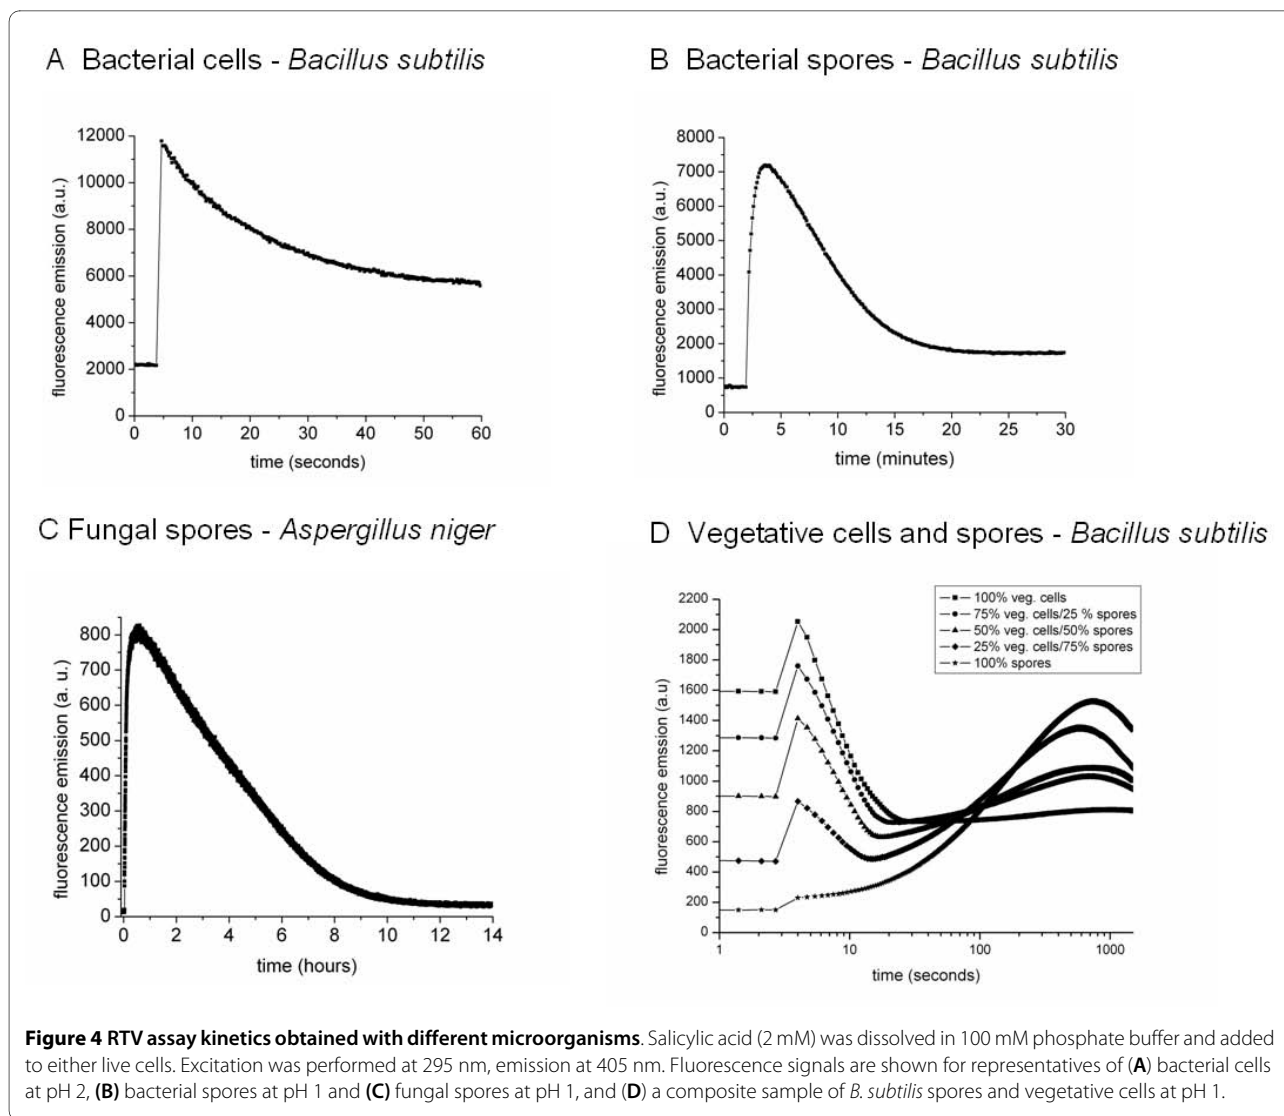 A Bacterial cells - Bacillus subtilis
12000
10000
8000
6000
4000
2000
0
fluorescence emission (a.u.)
0 10 20 30 40 50 60
time (seconds)
B Bacterial spores - Bacillus subtilis
8000
7000
6000
5000
4000
3000
2000
1000
0
fluorescence emission (a.u.)
0 5 10 15 20 25 30
time (minutes)
C Fungal spores - Aspergillus niger
800
700
600
500
400
300
200
100
0
fluorescence emission (a. u.)
0 2 4 6 8 10 12 14
time (hours)
D Vegetative cells and spores - Bacillus subtilis
100% veg. cells
75% veg. cells/25 % spores
50% veg. cells/50% spores
25% veg. cells/75% spores
100% spores
2200
2000
1800
1600
1400
1200
1000
800
600
400
200
0
fluorescence emission (a.u)
1 10 100 1000
time (seconds)
Figure 4 RTV assay kinetics obtained with different microorganisms. Salicylic acid (2 mM) was dissolved in 100 mM phosphate buffer and added
to either live cells. Excitation was performed at 295 nm, emission at 405 nm. Fluorescence signals are shown for representatives of (A) bacterial cells
at pH 2, (B) bacterial spores at pH 1 and (C) fungal spores at pH 1, and (D) a composite sample of B. subtilis spores and vegetative cells at pH 1.